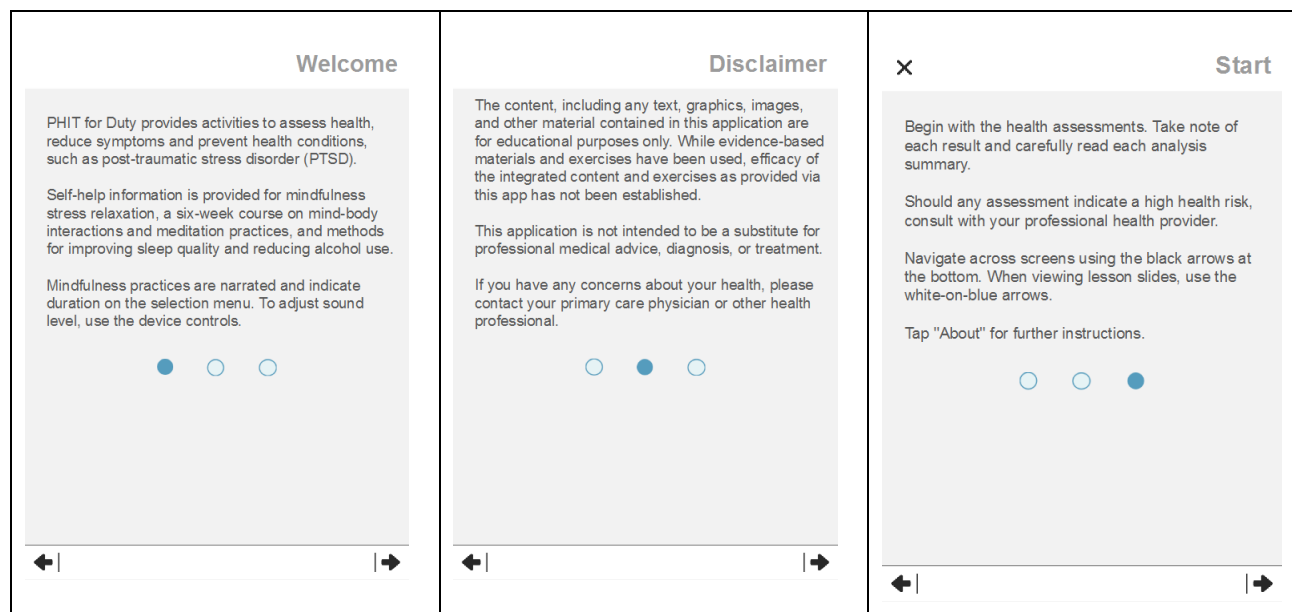 Welcome
PHIT for Duty provides activities to assess health,
reduce symptoms and prevent health conditions,
such as post-traumatic stress disorder (PTSD).
Self-help information is provided for mindfulness
stress relaxation, a six-week course on mind-body
interactions and meditation practices, and methods
for improving sleep quality and reducing alcohol use.
Mindfulness practices are narrated and indicate
duration on the selection menu. To adjust sound
level, use the device controls.
Disclaimer
The content, including any text, graphics, images,
and other material contained in this application are
for educational purposes only. While evidence-based
materials and exercises have been used, efficacy of
the integrated content and exercises as provided via
this app has not been established.
This application is not intended to be a substitute for
professional medical advice, diagnosis, or treatment.
If you have any concerns about your health, please
contact your primary care physician or other health
professional.
Start
Begin with the health assessments. Take note of
each result and carefully read each analysis
summary.
Should any assessment indicate a high health risk,
consult with your professional health provider.
Navigate across screens using the black arrows at
the bottom. When viewing lesson slides, use the
white-on-blue arrows.
Tap "About" for further instructions.